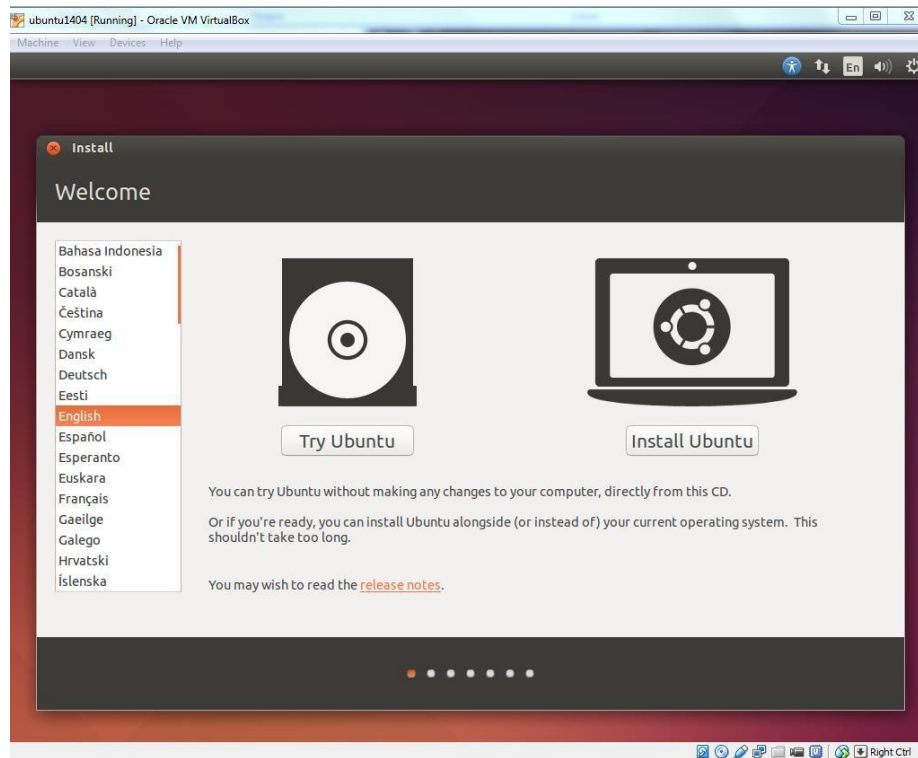 ubuntu1404 [Running] - Oracle VM VirtualBox
Machine View Devices Help
En
Install
Welcome
Bahasa Indonesia
Bosanski
Català
Čeština
Cymraeg
Dansk
Deutsch
Eesti
English
Español
Esperanto
Euskara
Français
Gaeilge
Galego
Hrvatski
Íslenska
Try Ubuntu
Install Ubuntu
You can try Ubuntu without making any changes to your computer, directly from this CD.
Or if you're ready, you can install Ubuntu alongside (or instead of) your current operating system. This
shouldn't take too long.
You may wish to read the release notes.
Right Ctrl